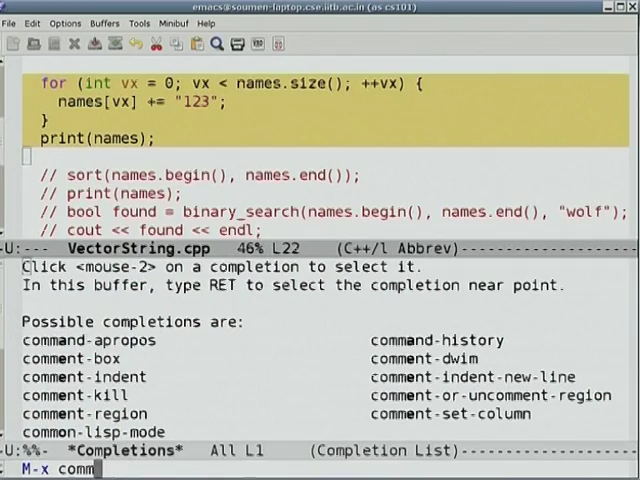 emacs@soumen-laptop.cse.iitb.ac.in (as cs101)
File Edit Options Buffers Tools Minibuf Help
for (int vx = 0; vx < names.size(); ++vx) {
names[vx] += "123";
}
print(names);
// sort(names.begin(), names.end());
// print(names);
// bool found = binary_search(names.begin(), names.end(), "wolf");
// cout << found << endl;
-U:--- VectorString.cpp 46% L22 (C++/l Abbrev)--------------------
Click <mouse-2> on a completion to select it.
In this buffer, type RET to select the completion near point.
Possible completions are:
command-apropos command-history
comment-box comment-dwim
comment-indent comment-indent-new-line
comment-kill comment-or-uncomment-region
comment-region comment-set-column
common-lisp-mode
-U:%%- *Completions* All L1 (Completion List)--------------------
M-x comm